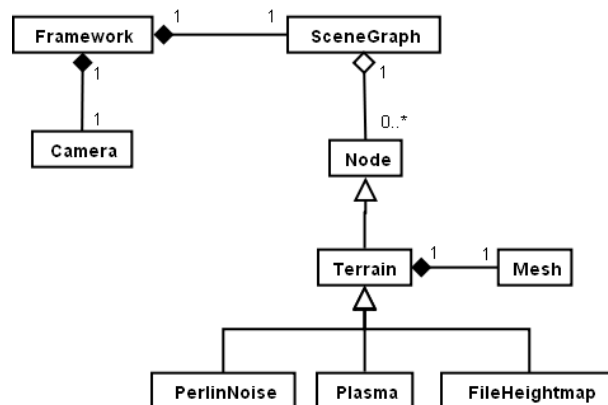 Framework
1
1
SceneGraph
1
1
1
0..*
Camera
Node
Terrain
1
1
Mesh
PerlinNoise
Plasma
FileHeightmap